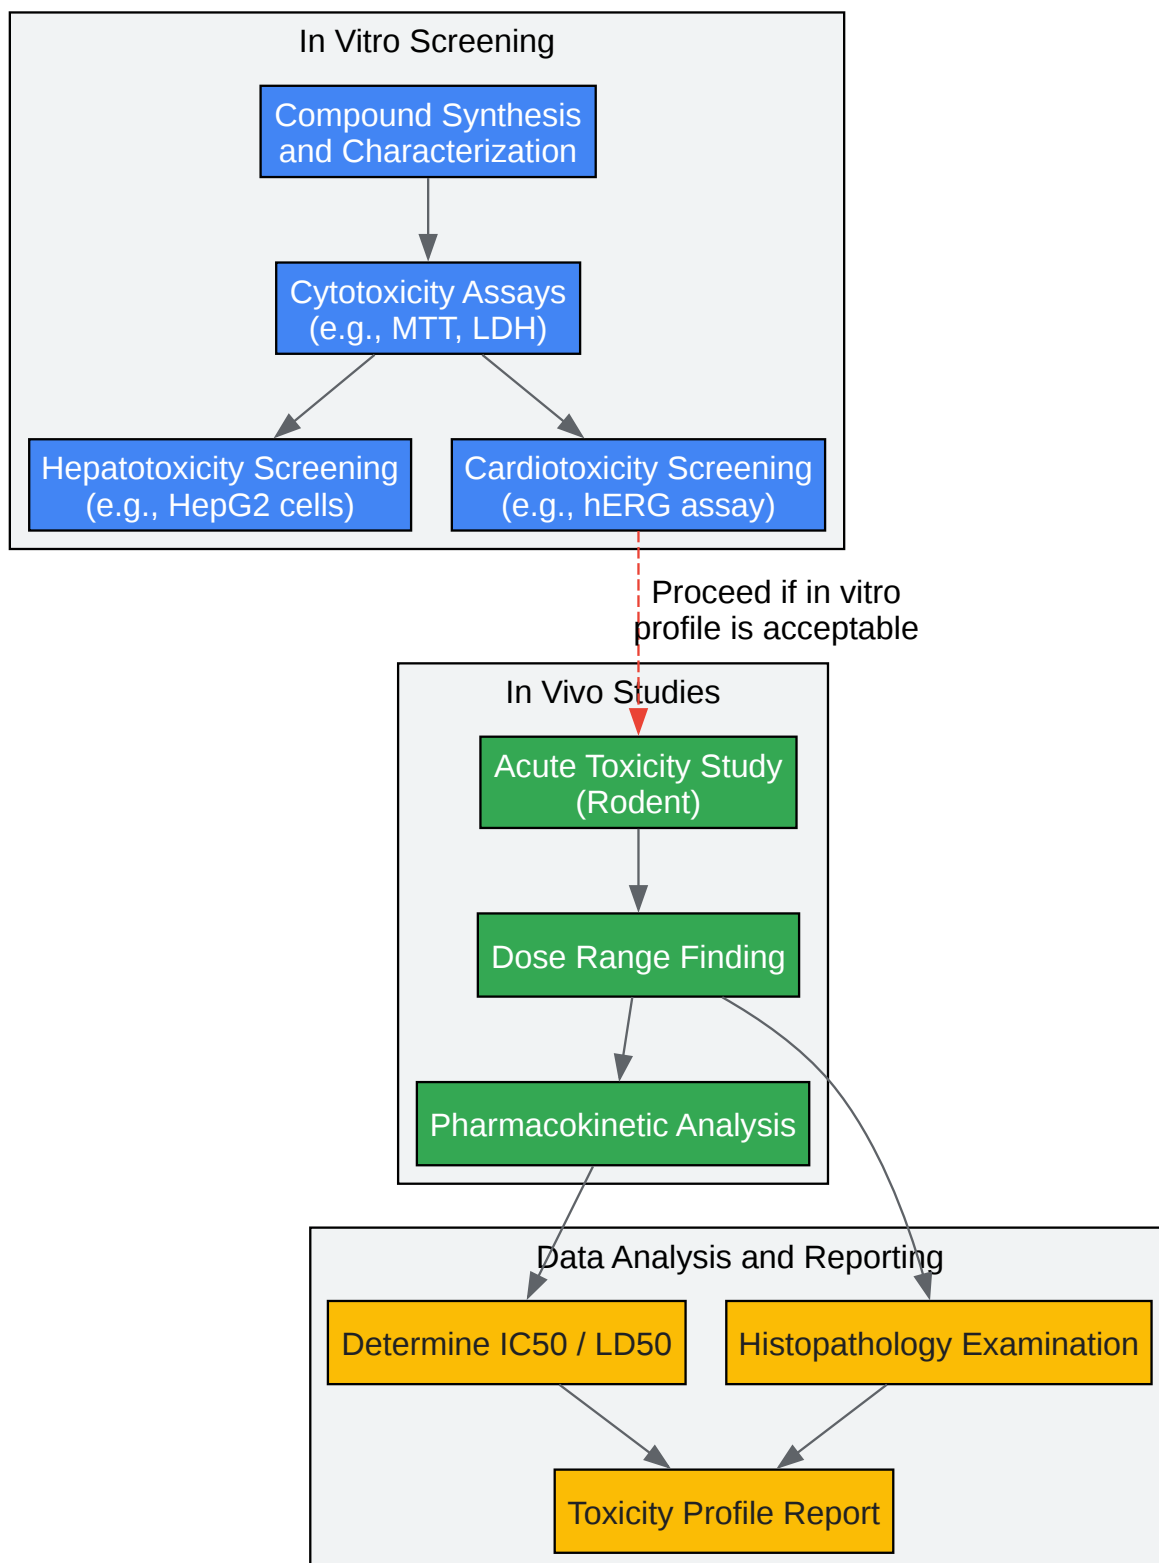 In Vitro Screening
Compound Synthesis
and Characterization
Cytotoxicity Assays
(e.g., MTT, LDH)
Hepatotoxicity Screening
(e.g., HepG2 cells)
Cardiotoxicity Screening
(e.g., hERG assay)
Proceed if in vitro
profile is acceptable
In Vivo Studies
Acute Toxicity Study
(Rodent)
Dose Range Finding
Pharmacokinetic Analysis
Data Analysis and Reporting
Determine IC50 / LD50
Histopathology Examination
Toxicity Profile Report